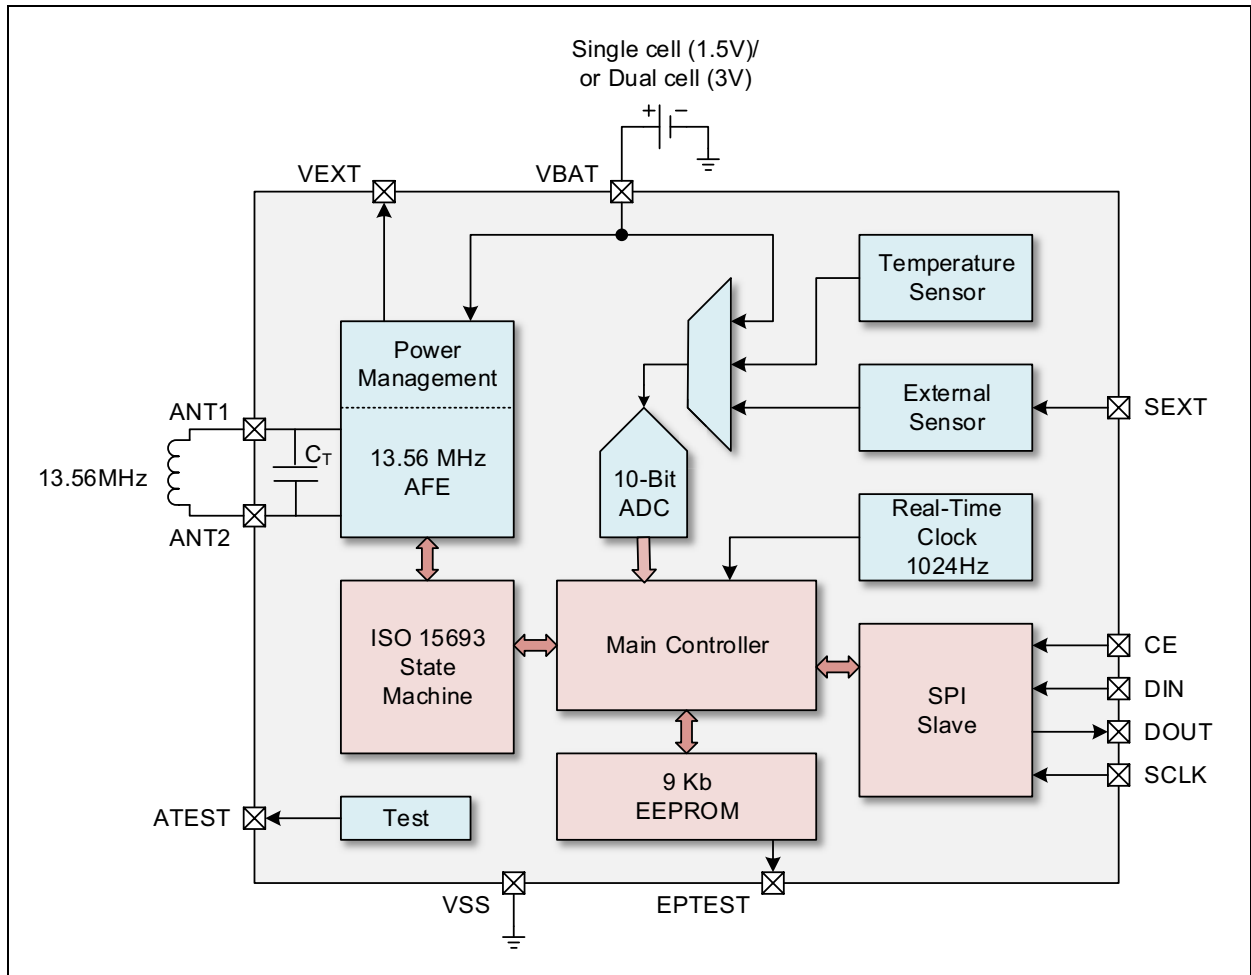 Single cell (1.5V)/
or Dual cell (3V)
+
−
VEXT
VBAT
Temperature
Sensor
Power
Management
External
Sensor
SEXT
ANT1
13.56MHz
CT
13.56 MHz
AFE
10-Bit
ADC
ANT2
Real-Time
Clock
1024Hz
ISO 15693
State
Machine
Main Controller
SPI
Slave
CE
DIN
DOUT
SCLK
9 Kb
EEPROM
ATEST
Test
VSS
EPTEST